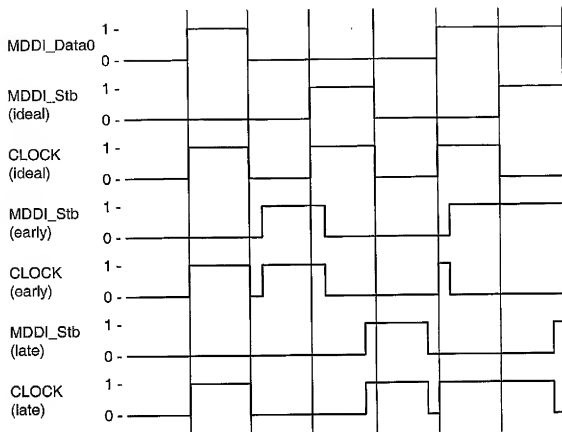 MDDI_Data0 1 -
0 -
MDDI_Stb 1 -
(ideal) 0 -
CLOCK 1 -
(ideal) 0 -
MDDI_Stb 1 -
(early) 0 -
CLOCK 1 -
(early) 0 -
MDDI_Stb 1 -
(late) 0 -
CLOCK 1 -
(late) 0 -